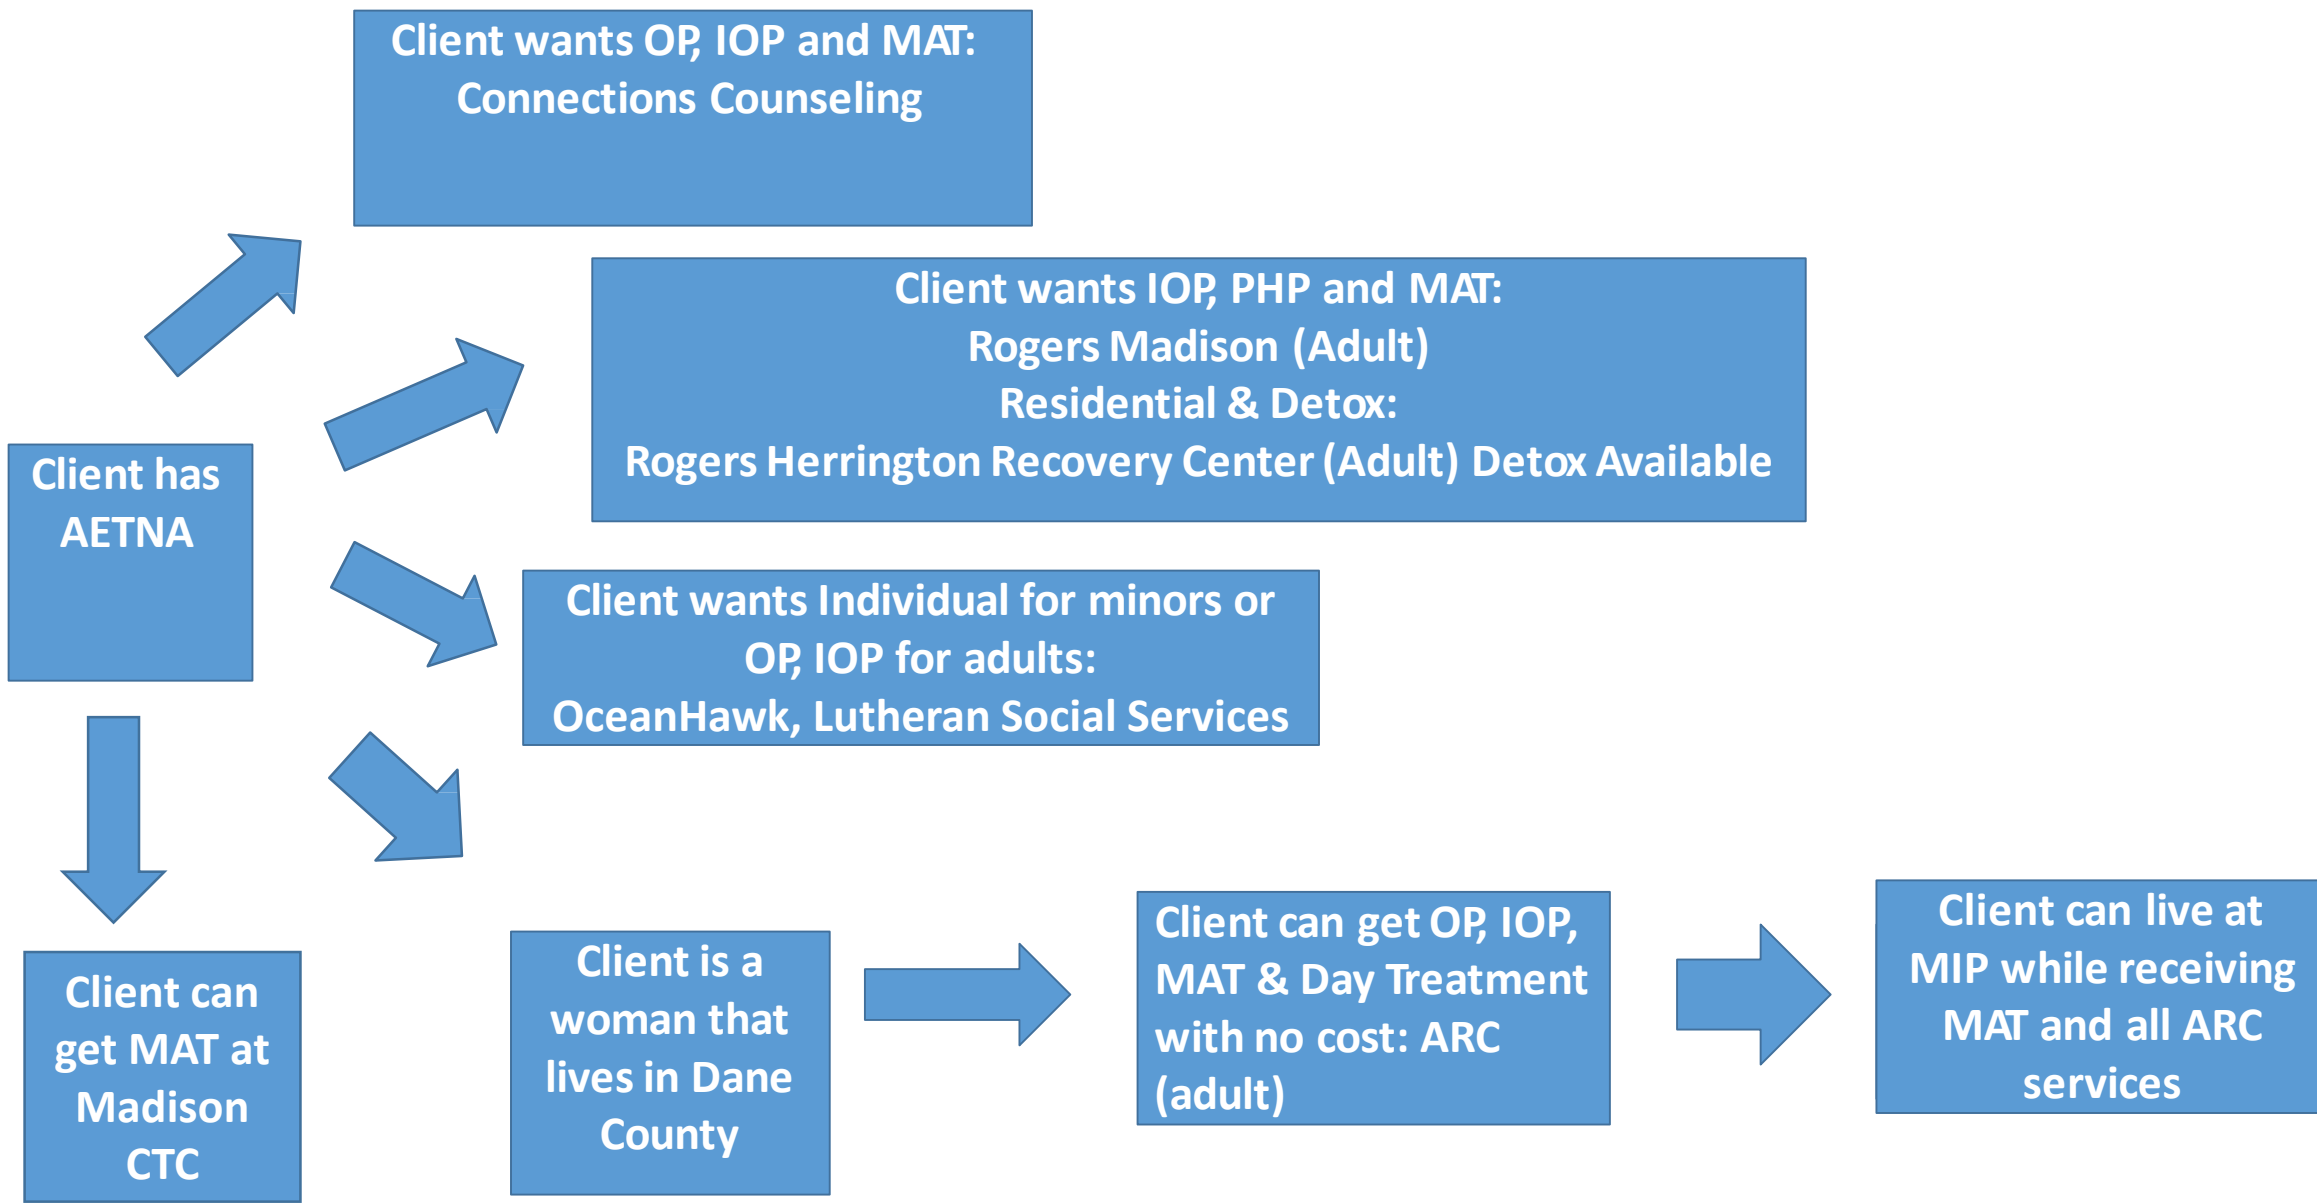 Client wants OP, IOP and MAT:
Connections Counseling
Client wants IOP, PHP and MAT:
Rogers Madison (Adult)
Residential & Detox:
Rogers Herrington Recovery Center (Adult) Detox Available
Client has
AETNA
Client wants Individual for minors or
OP, IOP for adults:
OceanHawk, Lutheran Social Services
Client can
get MAT at
Madison
CTC
Client is a
woman that
lives in Dane
County
Client can get OP, IOP,
MAT & Day Treatment
with no cost: ARC
(adult)
Client can live at
MIP while receiving
MAT and all ARC
services